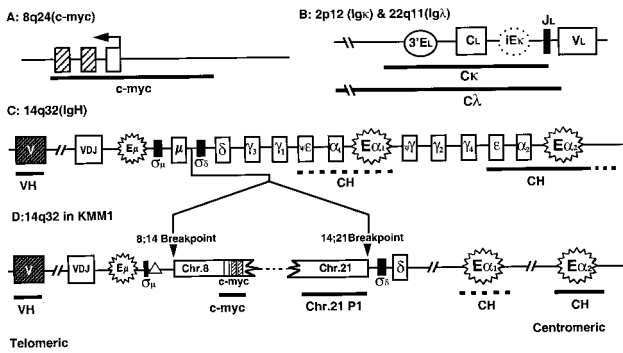 A: 8q24(c-myc)
c-myc
B: 2p12 (Igκ) & 22q11(Igλ)
3'EL CL iEκ JL VL
Cκ
Cλ
C: 14q32(IgH)
V VDJ Eμ σμ μ σδ δ γ3 γ1 ψε α1 Eα1 ψγ γ2 γ4 ε α2 Eα2
VH CH CH
D:14q32 in KMM1
8;14 Breakpoint 14;21Breakpoint
V VDJ Eμ σμ Chr.8 Chr.21 σδ δ Eα1 Eα2
c-myc
VH c-myc Chr.21 P1 CH CH
Telomeric Centromeric